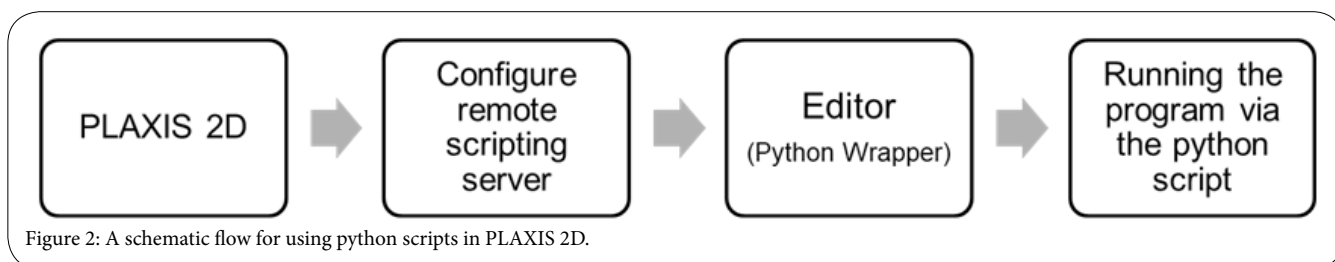 PLAXIS 2D
Configure
remote
scripting
server
Editor
(Python Wrapper)
Running the
program via
the python
script
Figure 2: A schematic flow for using python scripts in PLAXIS 2D.